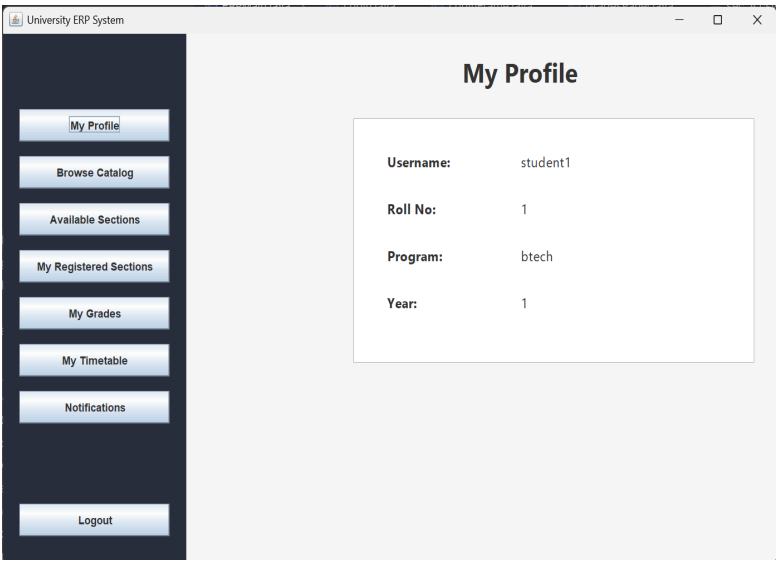 University ERP System
My Profile
My Profile
Browse Catalog
Available Sections
My Registered Sections
My Grades
My Timetable
Notifications
Logout
Username: student1
Roll No: 1
Program: btech
Year: 1